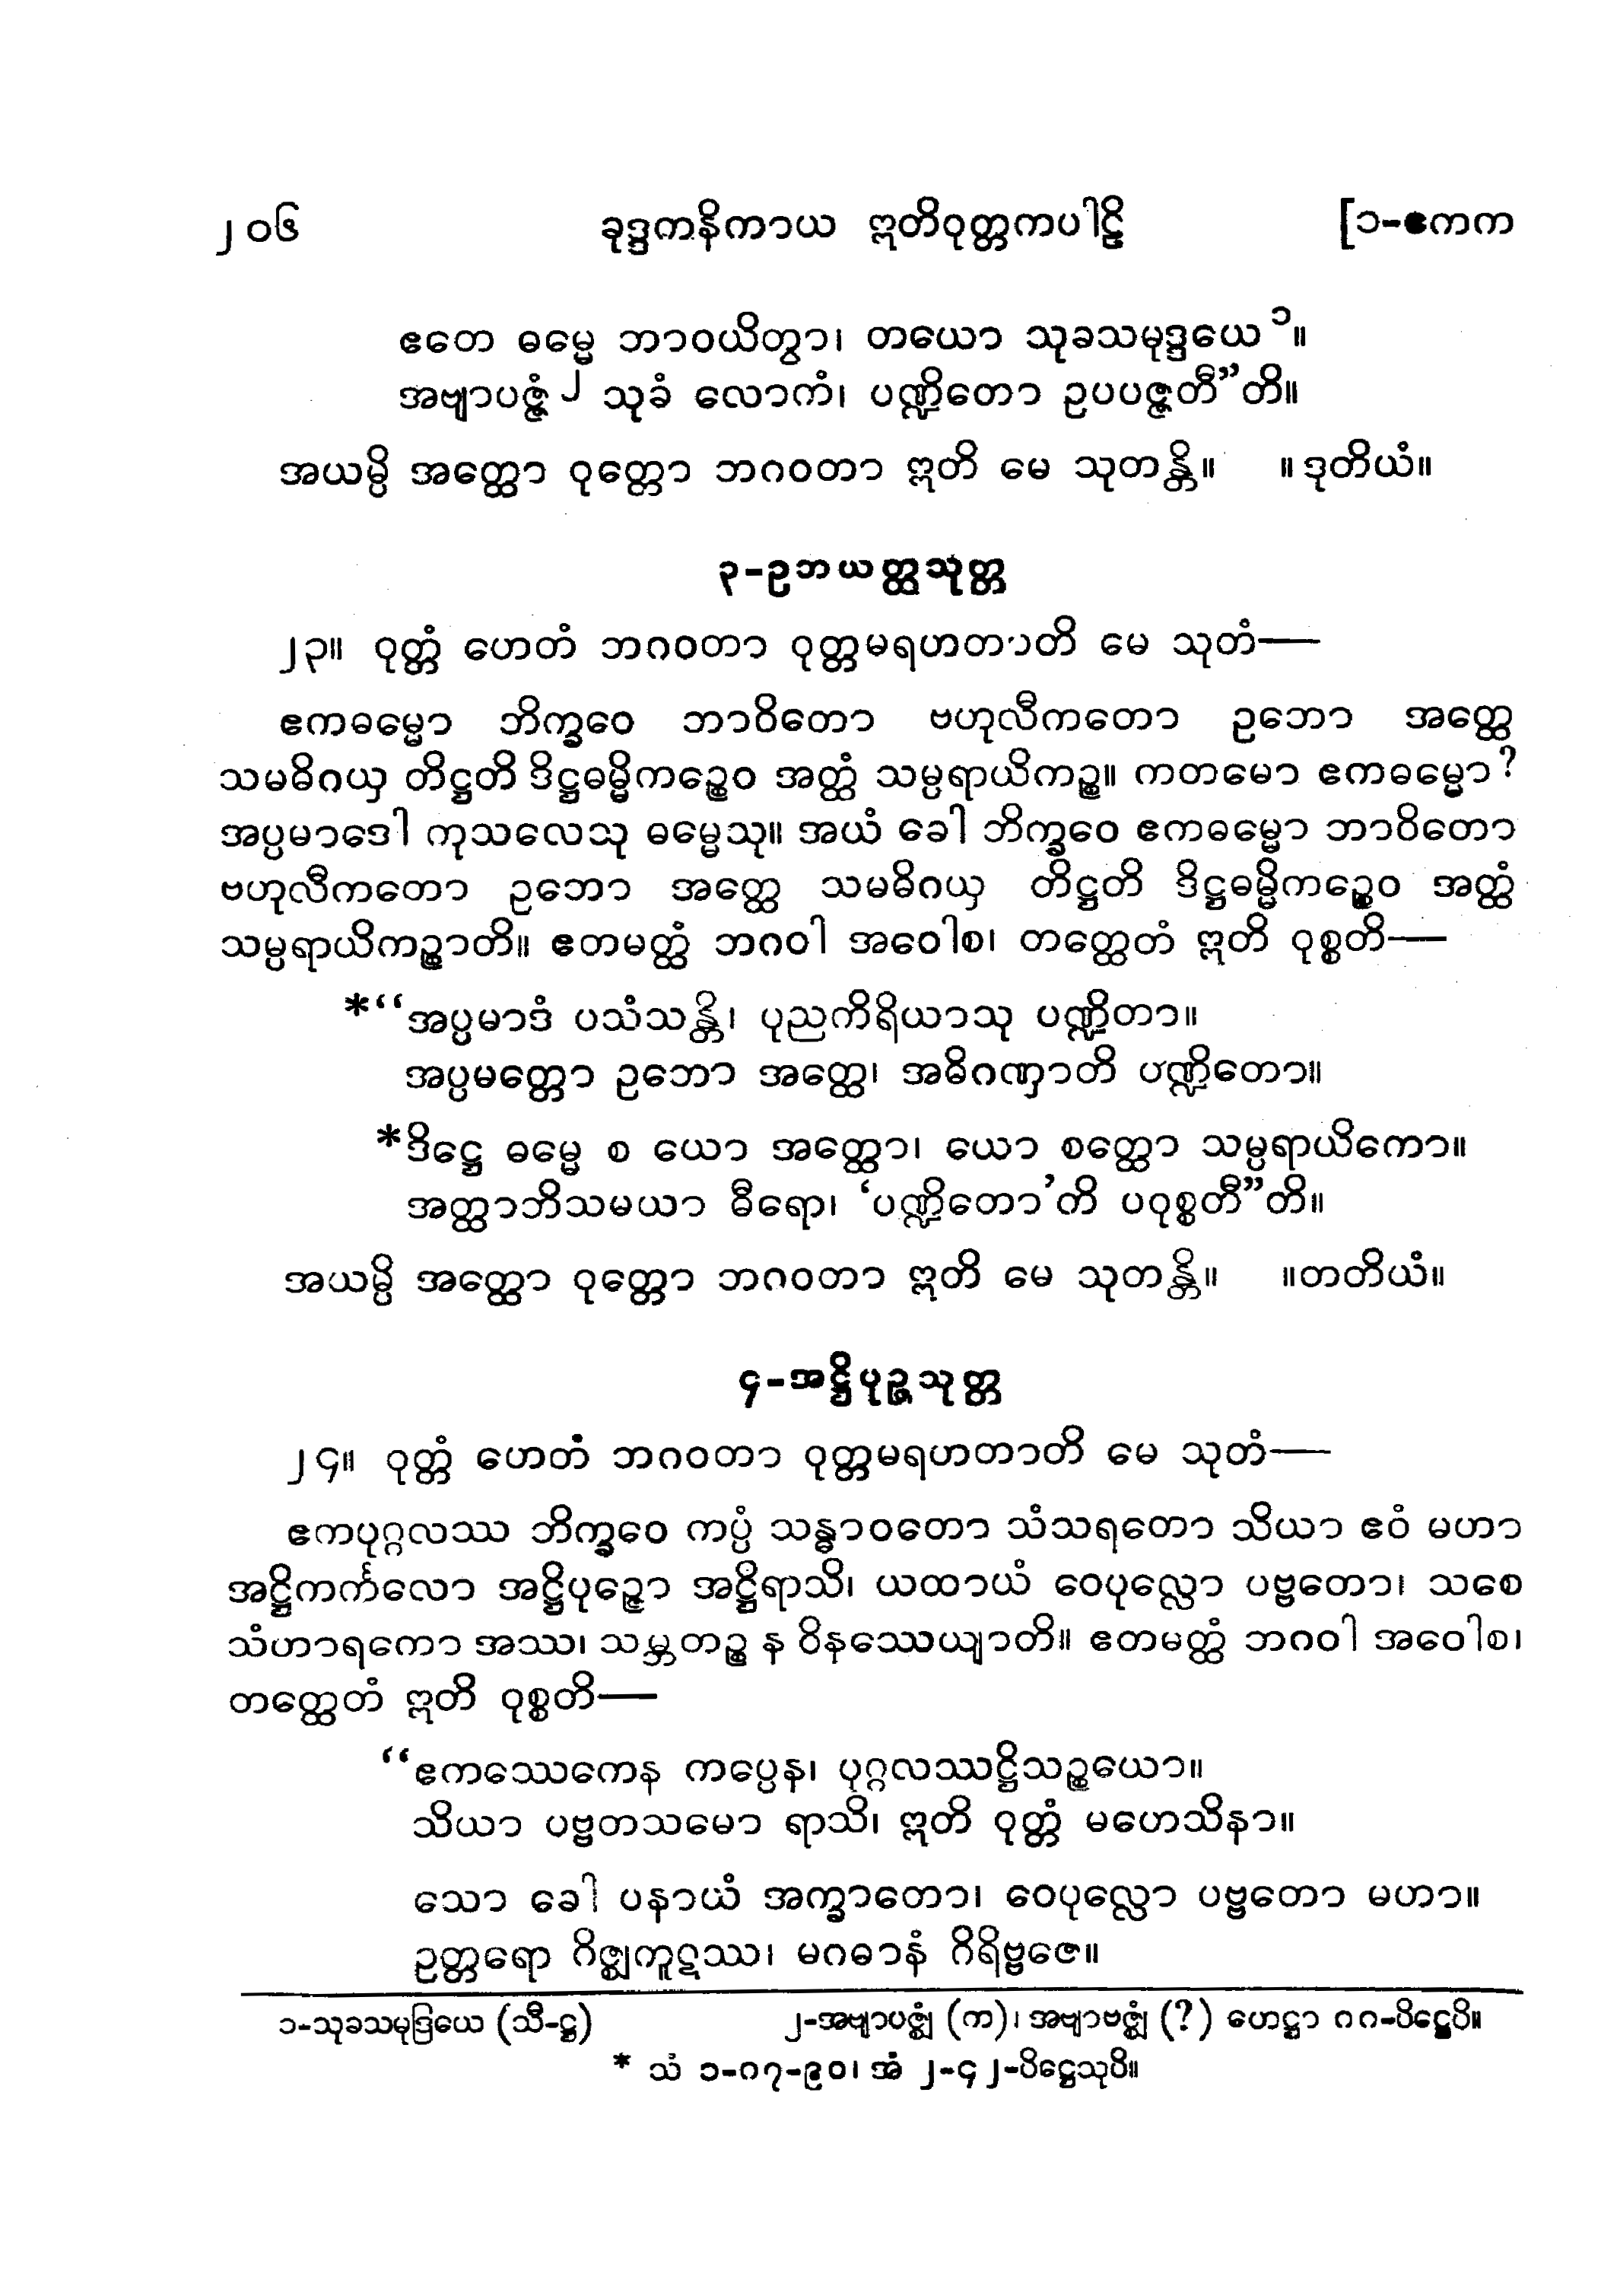 ၂၀၆ ခုဒ္ဒကနိကာယ ဣတိဝုတ္တကပါဠိ [၁-ဧကက
ဧတေ ဓမ္မေ ဘာဝယိတွာ၊ တယော သုခသမုဒ္ဒယေ ၁။
အဗျာပဇ္ဇံ ၂ သုခံ လောကံ၊ ပဏ္ဍိတော ဥပပဇ္ဇတီ”တိ။
အယမ္ပိ အတ္ထော ဝုတ္တော ဘဂဝတာ ဣတိ မေ သုတန္တိ။ ။ ဒုတိယံ။
၃-ဥဘယတ္ထသုတ္တ
၂၃။ ဝုတ္တံ ဟေတံ ဘဂဝတာ ဝုတ္တမရဟတာတိ မေ သုတံ—
ဧကဓမ္မော ဘိက္ခဝေ ဘာဝိတော ဗဟုလီကတော ဥဘော အတ္ထေ
သမဓိဂယှ တိဋ္ဌတိ ဒိဋ္ဌဓမ္မိကဉ္စေဝ အတ္ထံ သမ္ပရာယိကဉ္စ။ ကတမော ဧကဓမ္မော?
အပ္ပမာဒေါ ကုသလေသု ဓမ္မေသု။ အယံ ခေါ ဘိက္ခဝေ ဧကဓမ္မော ဘာဝိတော
ဗဟုလီကတော ဥဘော အတ္ထေ သမဓိဂယှ တိဋ္ဌတိ ဒိဋ္ဌဓမ္မိကဉ္စေဝ အတ္ထံ
သမ္ပရာယိကဉ္စာတိ။ ဧတမတ္ထံ ဘဂဝါ အဝေါစ၊ တတ္ထေတံ ဣတိ ဝုစ္စတိ—
*“အပ္ပမာဒံ ပသံသန္တိ၊ ပုညကိရိယာသု ပဏ္ဍိတာ။
အပ္ပမတ္တော ဥဘော အတ္ထေ၊ အဓိဂဏှာတိ ပဏ္ဍိတော။
*ဒိဋ္ဌေ ဓမ္မေ စ ယော အတ္ထော၊ ယော စတ္ထော သမ္ပရာယိကော။
အတ္ထာဘိသမယာ ဓီရော၊ ‘ပဏ္ဍိတော’တိ ပဝုစ္စတီ”တိ။
အယမ္ပိ အတ္ထော ဝုတ္တော ဘဂဝတာ ဣတိ မေ သုတန္တိ။ ။တတိယံ။
၄-အဋ္ဌိပုဉ္ဇသုတ္တ
၂၄။ ဝုတ္တံ ဟေတံ ဘဂဝတာ ဝုတ္တမရဟတာတိ မေ သုတံ—
ဧကပုဂ္ဂလဿ ဘိက္ခဝေ ကပ္ပံ သန္ဓာဝတော သံသရတော သိယာ ဧဝံ မဟာ
အဋ္ဌိကင်္ကလော အဋ္ဌိပုဉ္ဇော အဋ္ဌိရာသိ၊ ယထာယံ ဝေပုလ္လော ပဗ္ဗတော၊ သစေ
သံဟာရကော အဿ၊ သမ္ဘတဉ္စ န ဝိနဿေယျာတိ။ ဧတမတ္ထံ ဘဂဝါ အဝေါစ၊
တတ္ထေတံ ဣတိ ဝုစ္စတိ—
“ဧကဿေကေန ကပ္ပေန၊ ပုဂ္ဂလဿဋ္ဌိသဉ္စယော။
သိယာ ပဗ္ဗတသမော ရာသိ၊ ဣတိ ဝုတ္တံ မဟေသိနာ။
သော ခေါ ပနာယံ အက္ခာတော၊ ဝေပုလ္လော ပဗ္ဗတော မဟာ။
ဥတ္တရော ဂိဇ္ဈကူဋဿ၊ မဂဓာနံ ဂိရိဗ္ဗဇေ။
၁-သုခသမုဒြိယေ (သီ-ဋ္ဌ) ၂-အဗျာပဇ္ဈံ (က)၊ အဗျာဗဇ္ဈံ (?) ဟေဋ္ဌာ ၈၈-ပိဋ္ဌေပိ။
* သံ ၁-၈၇-၉၀၊ အံ ၂-၄၂-ပိဋ္ဌေသုပိ။